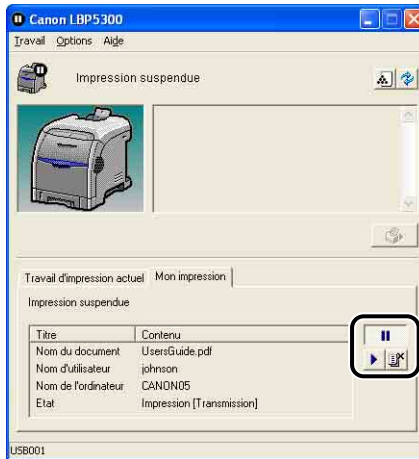 Canon LBP5300
Travail Options Aide
Impression suspendue
Travail d'impression actuel Mon impression
Impression suspendue
Titre Contenu
Nom du document UsersGuide.pdf
Nom d'utilisateur johnson
Nom de l'ordinateur CANON05
Etat Impression [Transmission]
USB001